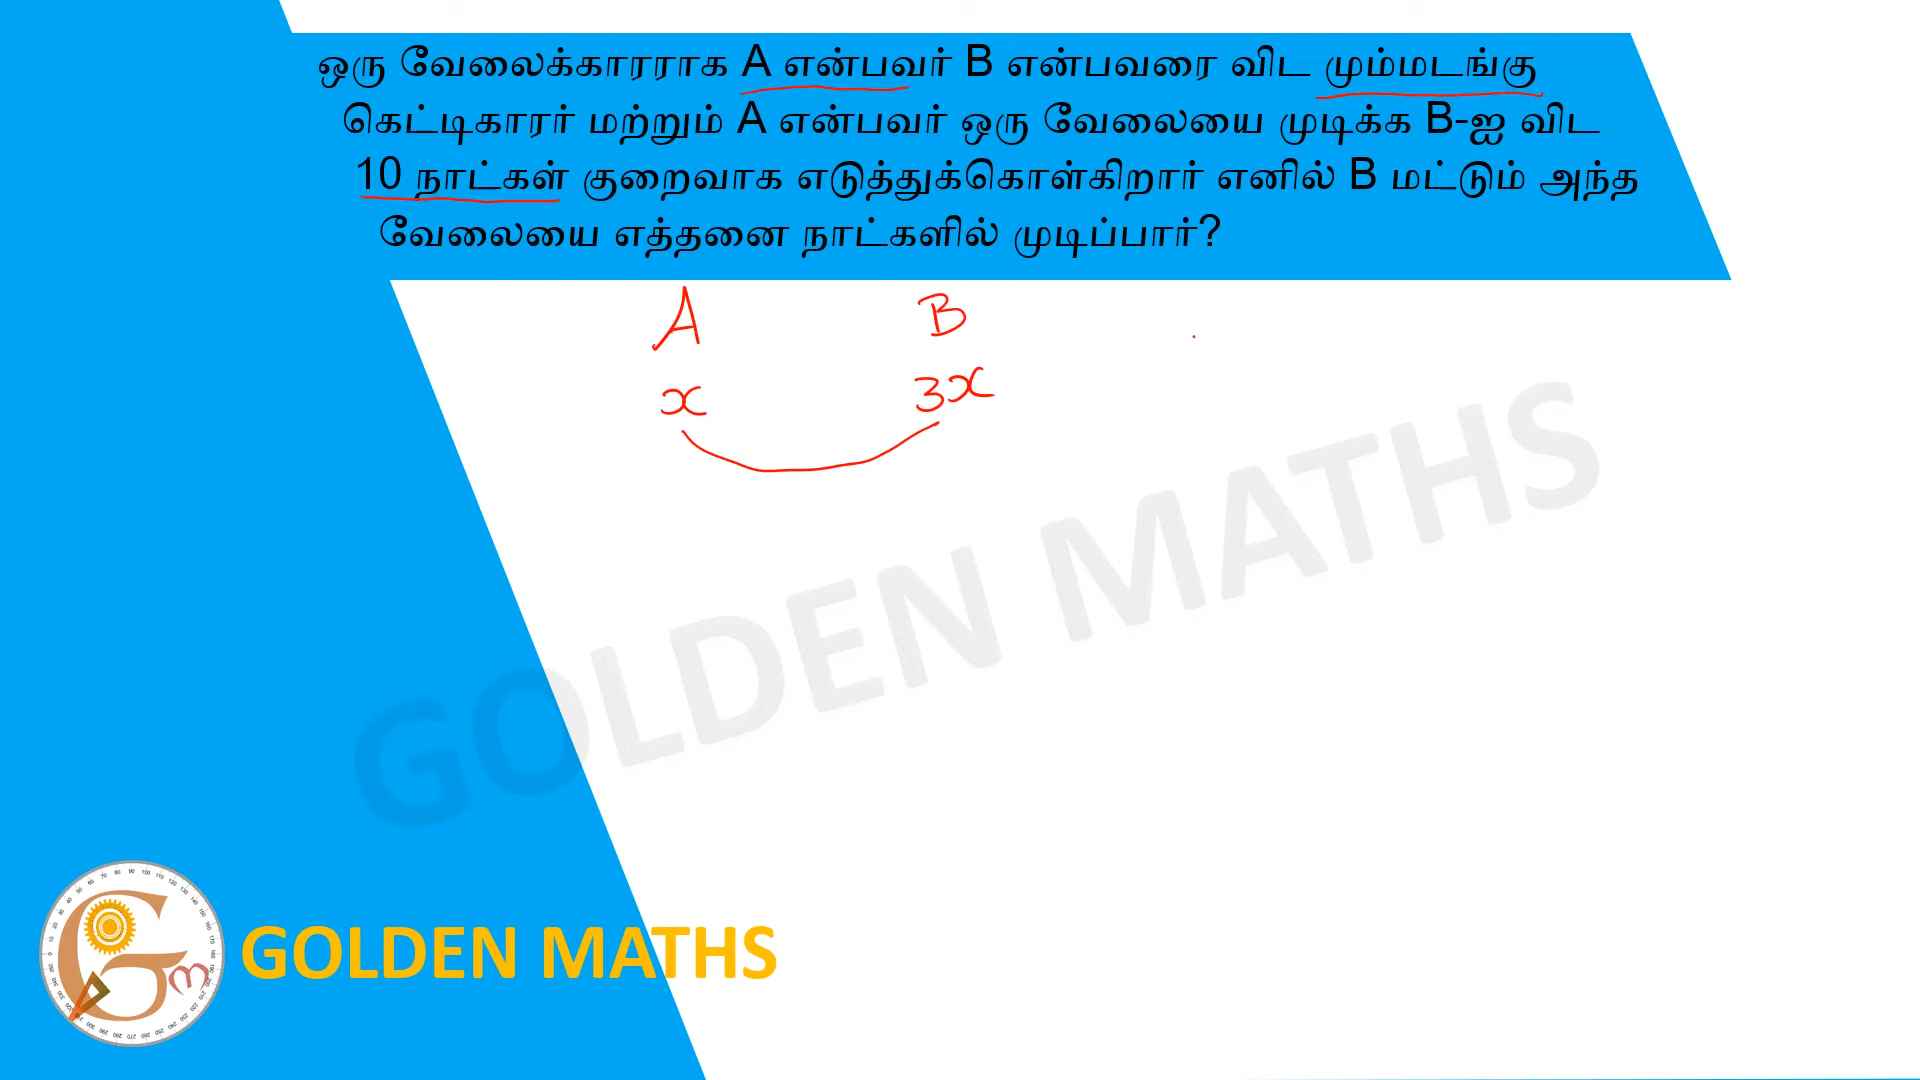 ஒரு வேலைக்காரராக A என்பவர் B என்பவரை விட மும்மடங்கு
கெட்டிகாரர் மற்றும் A என்பவர் ஒரு வேலையை முடிக்க B-ஐ விட
10 நாட்கள் குறைவாக எடுத்துக்கொள்கிறார் எனில் B மட்டும் அந்த
வேலையை எத்தனை நாட்களில் முடிப்பார்?
A B
x 3x
GOLDEN MATHS
GOLDEN MATHS